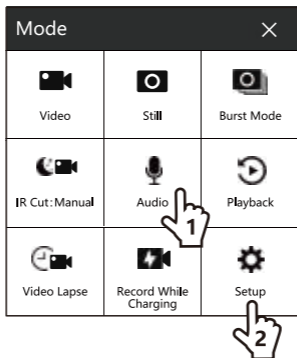 Mode
Video
Still
Burst Mode
IR Cut:Manual
Audio
Playback
1
Video Lapse
Record While
Charging
Setup
2